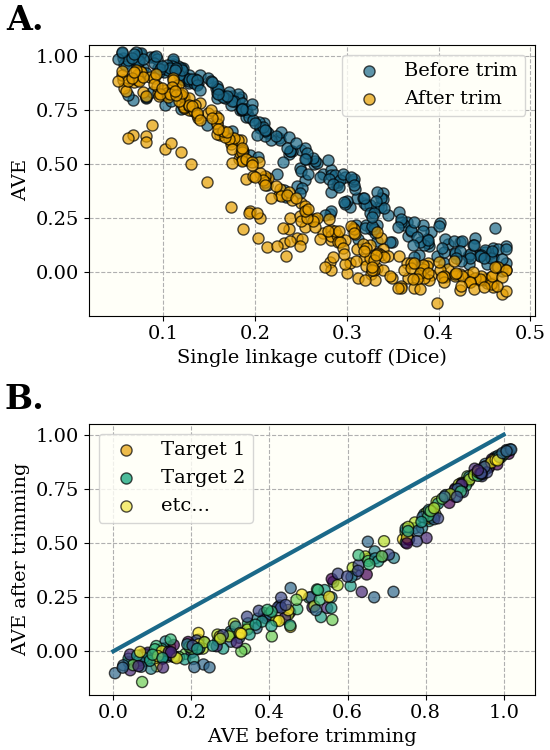 A.
1.00
0.75
0.50
0.25
0.00
AVE
Before trim
After trim
0.1 0.2 0.3 0.4 0.5
Single linkage cutoff (Dice)
B.
1.00
0.75
0.50
0.25
0.00
AVE after trimming
Target 1
Target 2
etc...
0.0 0.2 0.4 0.6 0.8 1.0
AVE before trimming